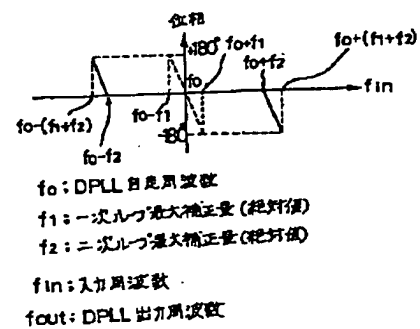 位相
+180°
fo+f1
fo+f2
fo+(f1+f2)
fo
fin
fo-(f1+f2)
fo-f2
fo-f1
-180°
fo; DPLL自走周波数
f1;一次ループ最大補正量(絶対値)
f2;二次ループ最大補正量(絶対値)
fin;入力周波数
fout; DPLL出力周波数